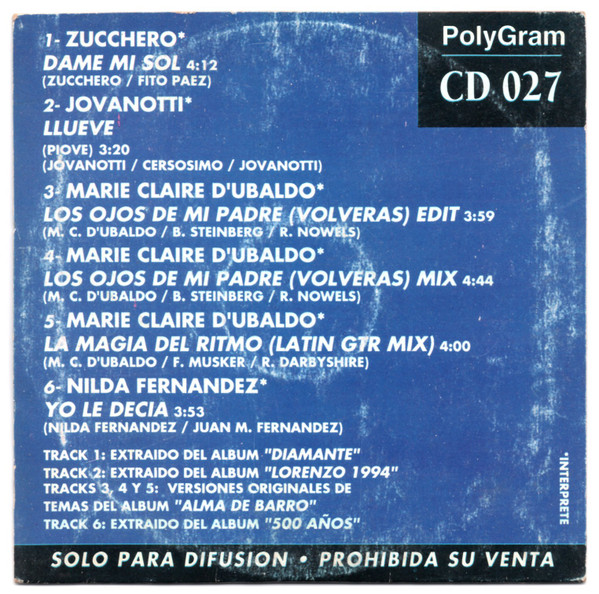 PolyGram
CD 027
1- ZUCCHERO*
DAME MI SOL 4:12
(ZUCCHERO / FITO PAEZ)
2- JOVANOTTI*
LLUEVE
(PIOVE) 3:20
(JOVANOTTI / CERSOSIMO / JOVANOTTI)
3- MARIE CLAIRE D'UBALDO*
LOS OJOS DE MI PADRE (VOLVERAS) EDIT 3:59
(M. C. D'UBALDO / B. STEINBERG / R. NOWELS)
4- MARIE CLAIRE D'UBALDO*
LOS OJOS DE MI PADRE (VOLVERAS) MIX 4:44
(M. C. D'UBALDO / B. STEINBERG / R. NOWELS)
5- MARIE CLAIRE D'UBALDO*
LA MAGIA DEL RITMO (LATIN GTR MIX) 4:00
(M. C. D'UBALDO / F. MUSKER / R. DARBYSHIRE)
6- NILDA FERNANDEZ*
YO LE DECIA 3:53
(NILDA FERNANDEZ / JUAN M. FERNANDEZ)
TRACK 1: EXTRAIDO DEL ALBUM "DIAMANTE"
TRACK 2: EXTRAIDO DEL ALBUM "LORENZO 1994"
TRACKS 3, 4 Y 5: VERSIONES ORIGINALES DE
TEMAS DEL ALBUM "ALMA DE BARRO"
TRACK 6: EXTRAIDO DEL ALBUM "500 AÑOS"
*INTERPRETE
SOLO PARA DIFUSION • PROHIBIDA SU VENTA